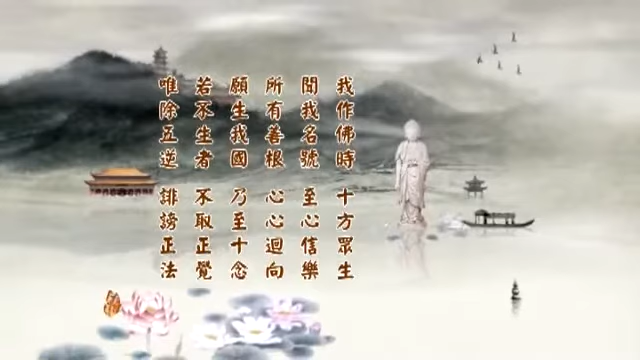 我作佛時 十方眾生
聞我名號 至心信樂
所有善根 心心迴向
願生我國 乃至十念
若不生者 不取正覺
唯除五逆 誹謗正法